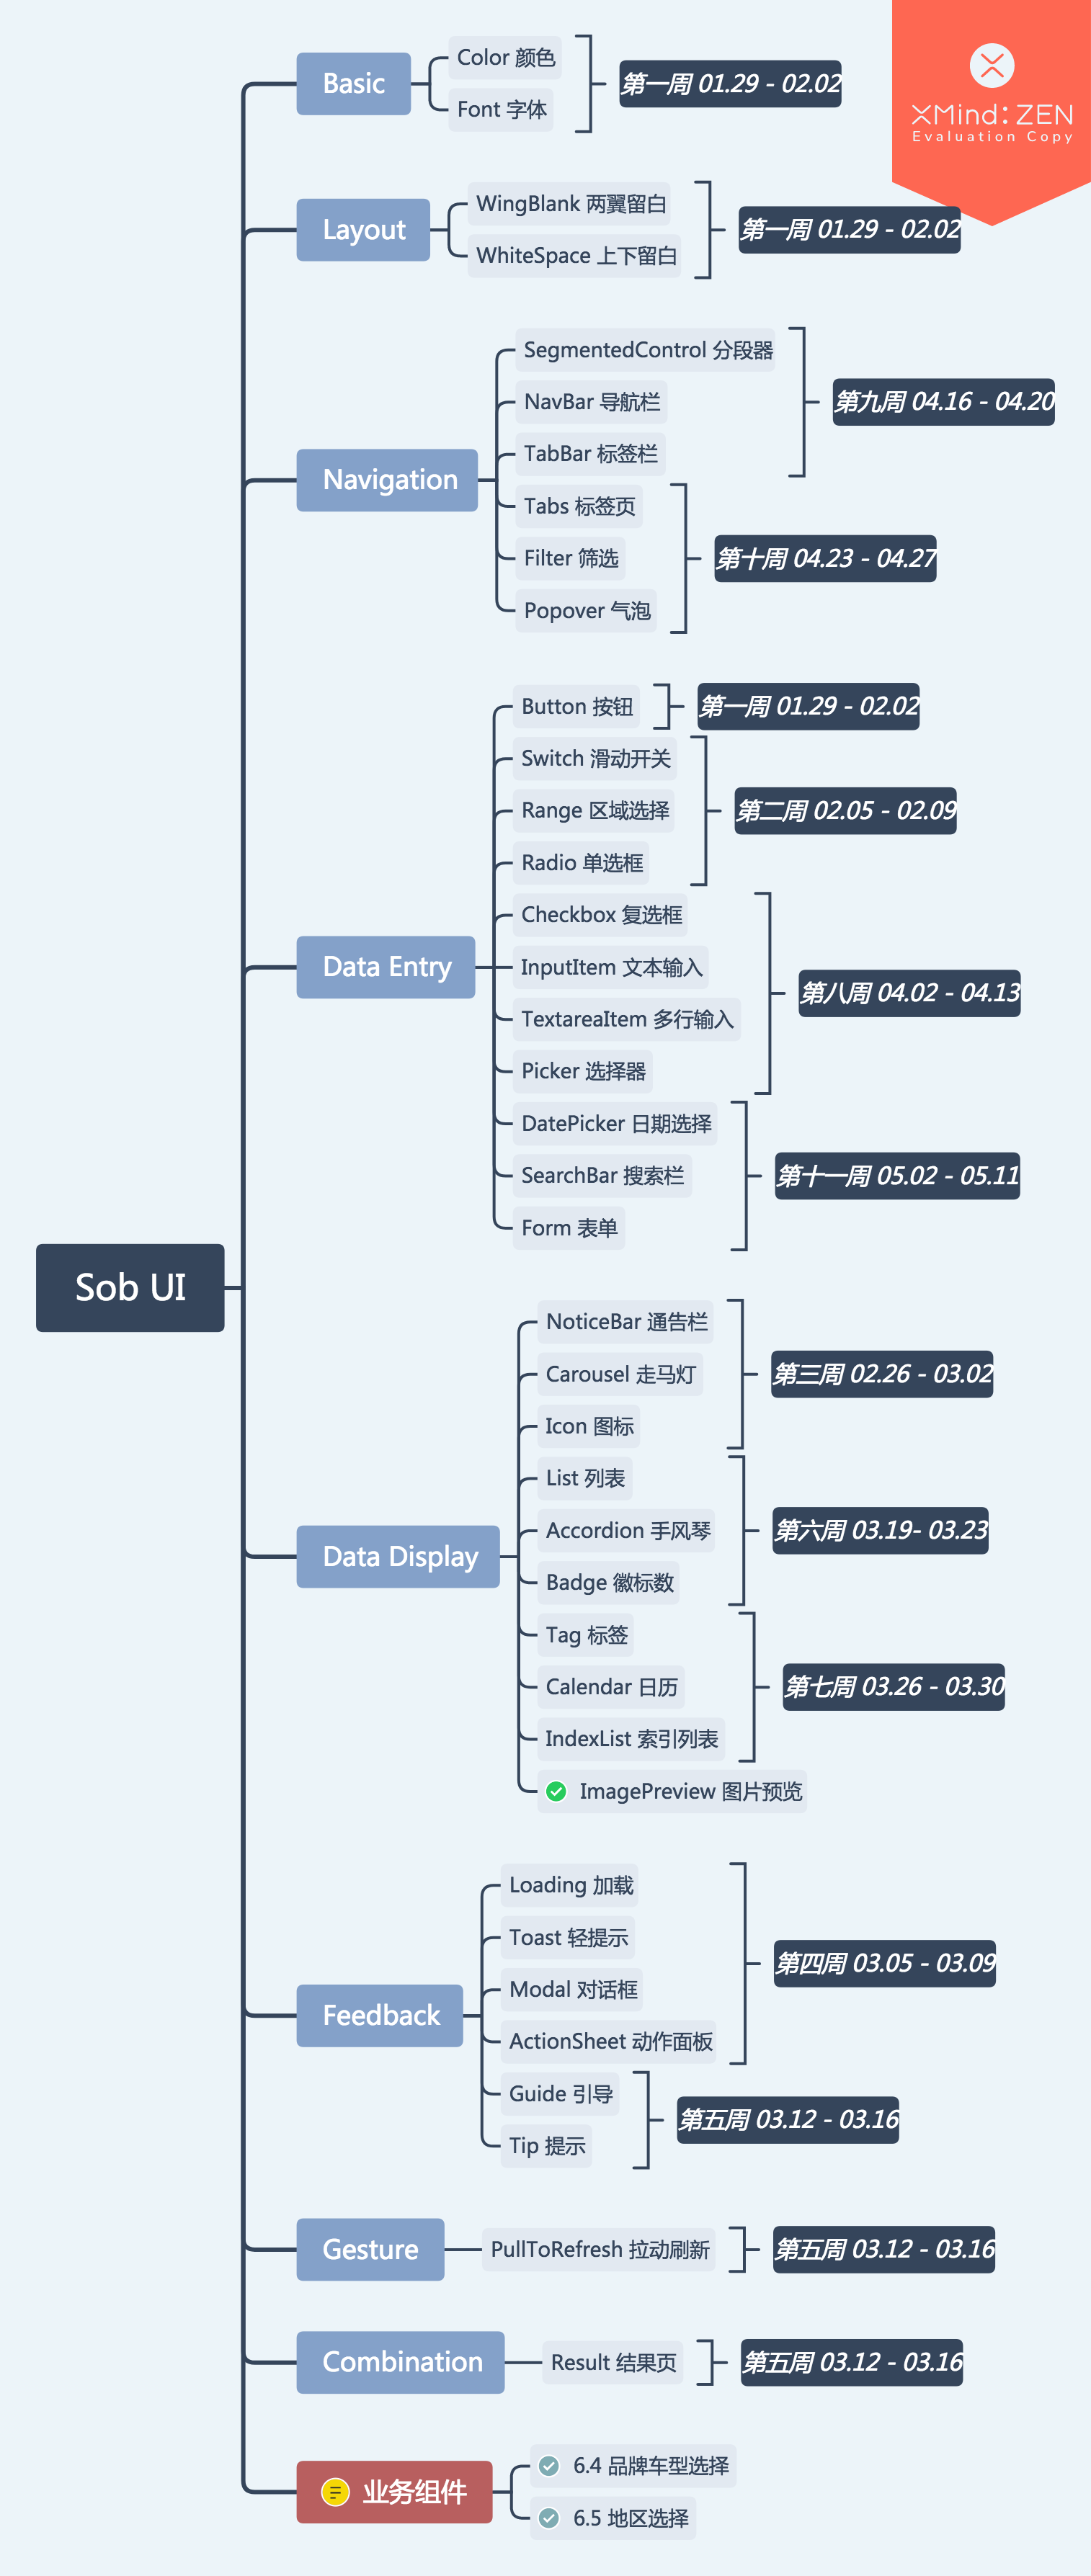 XMind: ZEN
Evaluation Copy
Sob UI
Basic
Color 颜色
Font 字体
第一周 01.29 - 02.02
Layout
WingBlank 两翼留白
WhiteSpace 上下留白
第一周 01.29 - 02.02
Navigation
SegmentedControl 分段器
NavBar 导航栏
TabBar 标签栏
第九周 04.16 - 04.20
Tabs 标签页
Filter 筛选
Popover 气泡
第十周 04.23 - 04.27
Data Entry
Button 按钮
第一周 01.29 - 02.02
Switch 滑动开关
Range 区域选择
Radio 单选框
第二周 02.05 - 02.09
Checkbox 复选框
InputItem 文本输入
TextareaItem 多行输入
Picker 选择器
第八周 04.02 - 04.13
DatePicker 日期选择
SearchBar 搜索栏
Form 表单
第十一周 05.02 - 05.11
Data Display
NoticeBar 通告栏
Carousel 走马灯
Icon 图标
第三周 02.26 - 03.02
List 列表
Accordion 手风琴
Badge 徽标数
第六周 03.19- 03.23
Tag 标签
Calendar 日历
IndexList 索引列表
第七周 03.26 - 03.30
ImagePreview 图片预览
Feedback
Loading 加载
Toast 轻提示
Modal 对话框
ActionSheet 动作面板
第四周 03.05 - 03.09
Guide 引导
Tip 提示
第五周 03.12 - 03.16
Gesture
PullToRefresh 拉动刷新
第五周 03.12 - 03.16
Combination
Result 结果页
第五周 03.12 - 03.16
业务组件
6.4 品牌车型选择
6.5 地区选择